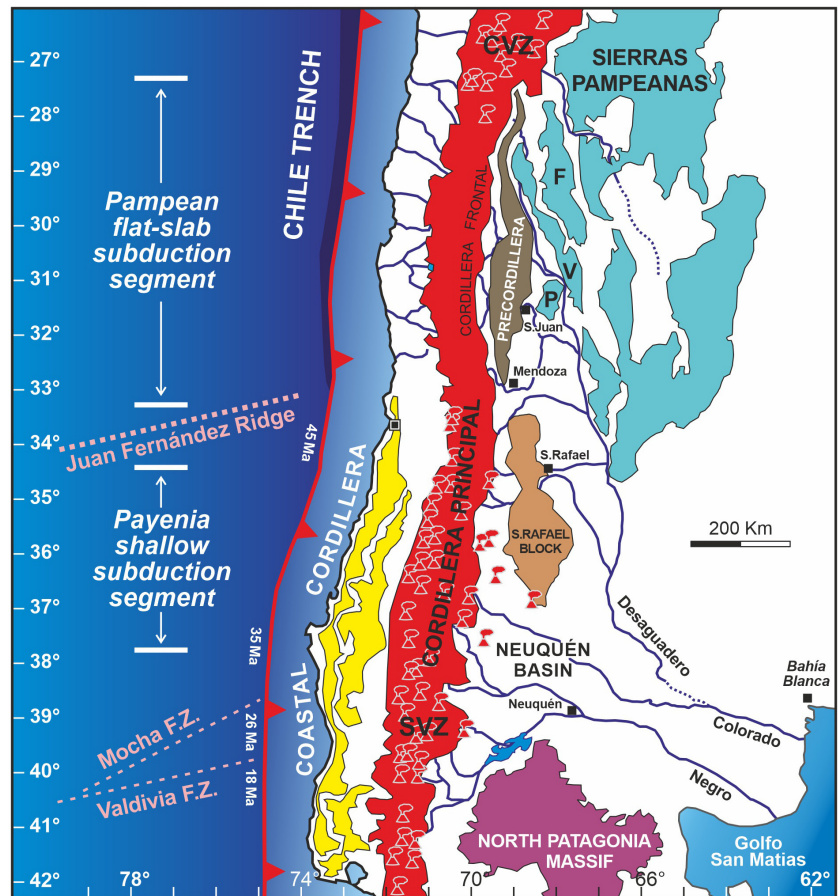 27°
28°
29°
30°
31°
32°
33°
34°
35°
36°
37°
38°
39°
40°
41°
42°
78°
74°
70°
66°
62°
Pampean
flat-slab
subduction
segment
Juan Fernández Ridge
Payenia
shallow
subduction
segment
Mocha F.Z.
Valdivia F.Z.
CHILE TRENCH
45 Ma
35 Ma
26 Ma
18 Ma
COASTAL CORDILLERA
CVZ
CORDILLERA FRONTAL
CORDILLERA PRINCIPAL
SVZ
PRECORDILLERA
SIERRAS
PAMPEANAS
F
V
P
S.Juan
Mendoza
S.Rafael
S.RAFAEL
BLOCK
200 Km
Desaguadero
NEUQUÉN
BASIN
Neuquén
Bahía
Blanca
Colorado
Negro
NORTH PATAGONIA
MASSIF
Golfo
San Matias